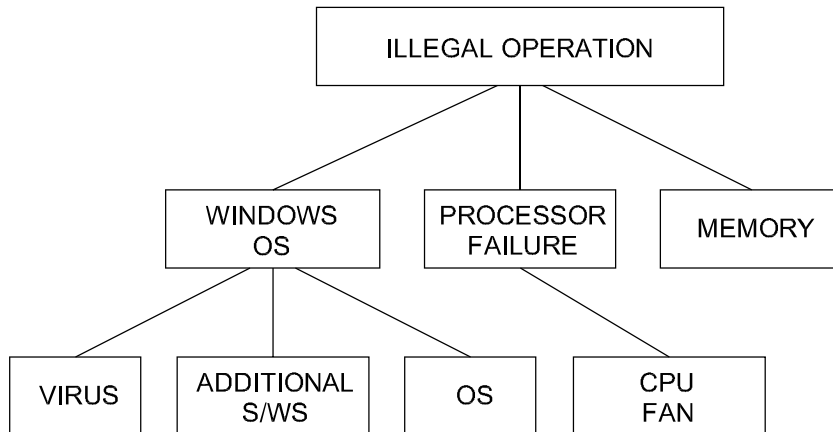 ILLEGAL OPERATION
WINDOWS
OS
PROCESSOR
FAILURE
MEMORY
VIRUS
ADDITIONAL
S/WS
OS
CPU
FAN